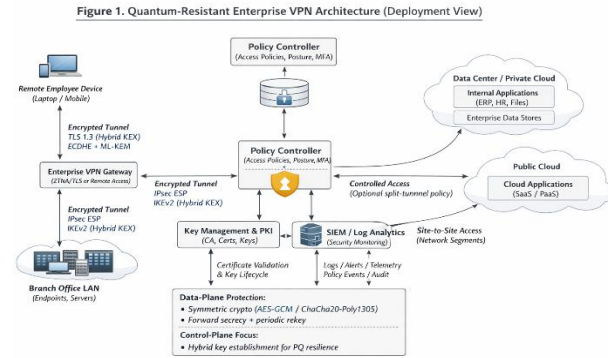 Figure 1. Quantum-Resistant Enterprise VPN Architecture (Deployment View)
Policy Controller
(Access Policies, Posture, MFA)
Remote Employee Device
(Laptop / Mobile)
Data Center / Private Cloud
Internal Applications
(ERP, HR, Files)
Enterprise Data Stores
Encrypted Tunnel
TLS 1.3 (Hybrid KEX)
ECDHE + ML-KEM
Policy Controller
(Access Policies, Posture, MFA)
Enterprise VPN Gateway
(ZTNA/TLS or Remote Access)
Encrypted Tunnel
IPsec ESP
IKEv2 (Hybrid KEX)
Controlled Access
(Optional split-tunnnel policy)
Public Cloud
Cloud Applications
(SaaS / PaaS)
Encrypted Tunnel
IPsec ESP
IKEv2 (Hybrid KEX)
Key Management & PKI
(CA, Certs, Keys)
SIEM / Log Analytics
(Security Monitoring)
Site-to-Site Access
(Network Segments)
Branch Office LAN
(Endpoints, Servers)
Certificate Validation
& Key Lifecycle
Logs / Alerts / Telemetry
Policy Events / Audit
Data-Plane Protection:
• Symmetric crypto (AES-GCM / ChaCha20-Poly1305)
• Forward secrecy + periodic rekey
Control-Plane Focus:
• Hybrid key establishment for PQ resilience